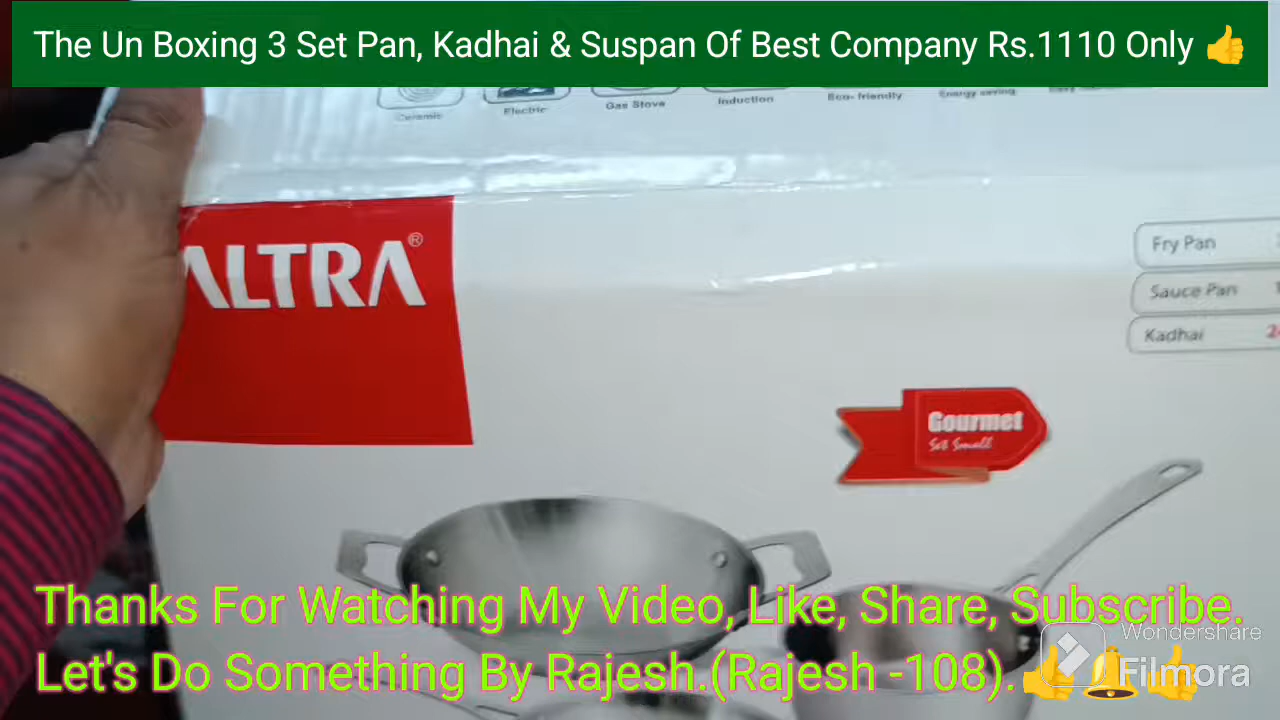 The Un Boxing 3 Set Pan, Kadhai & Suspan Of Best Company Rs.1110 Only 👍
Ceramic
Electric
Gas Stove
Induction
Eco-friendly
Energy saving
ALTRA®
Fry Pan
Sauce Pan
Kadhai
Gourmet
Set Small
Thanks For Watching My Video, Like, Share, Subscribe.
Let's Do Something By Rajesh.(Rajesh -108).👍🔔👍
Wondershare
Filmora